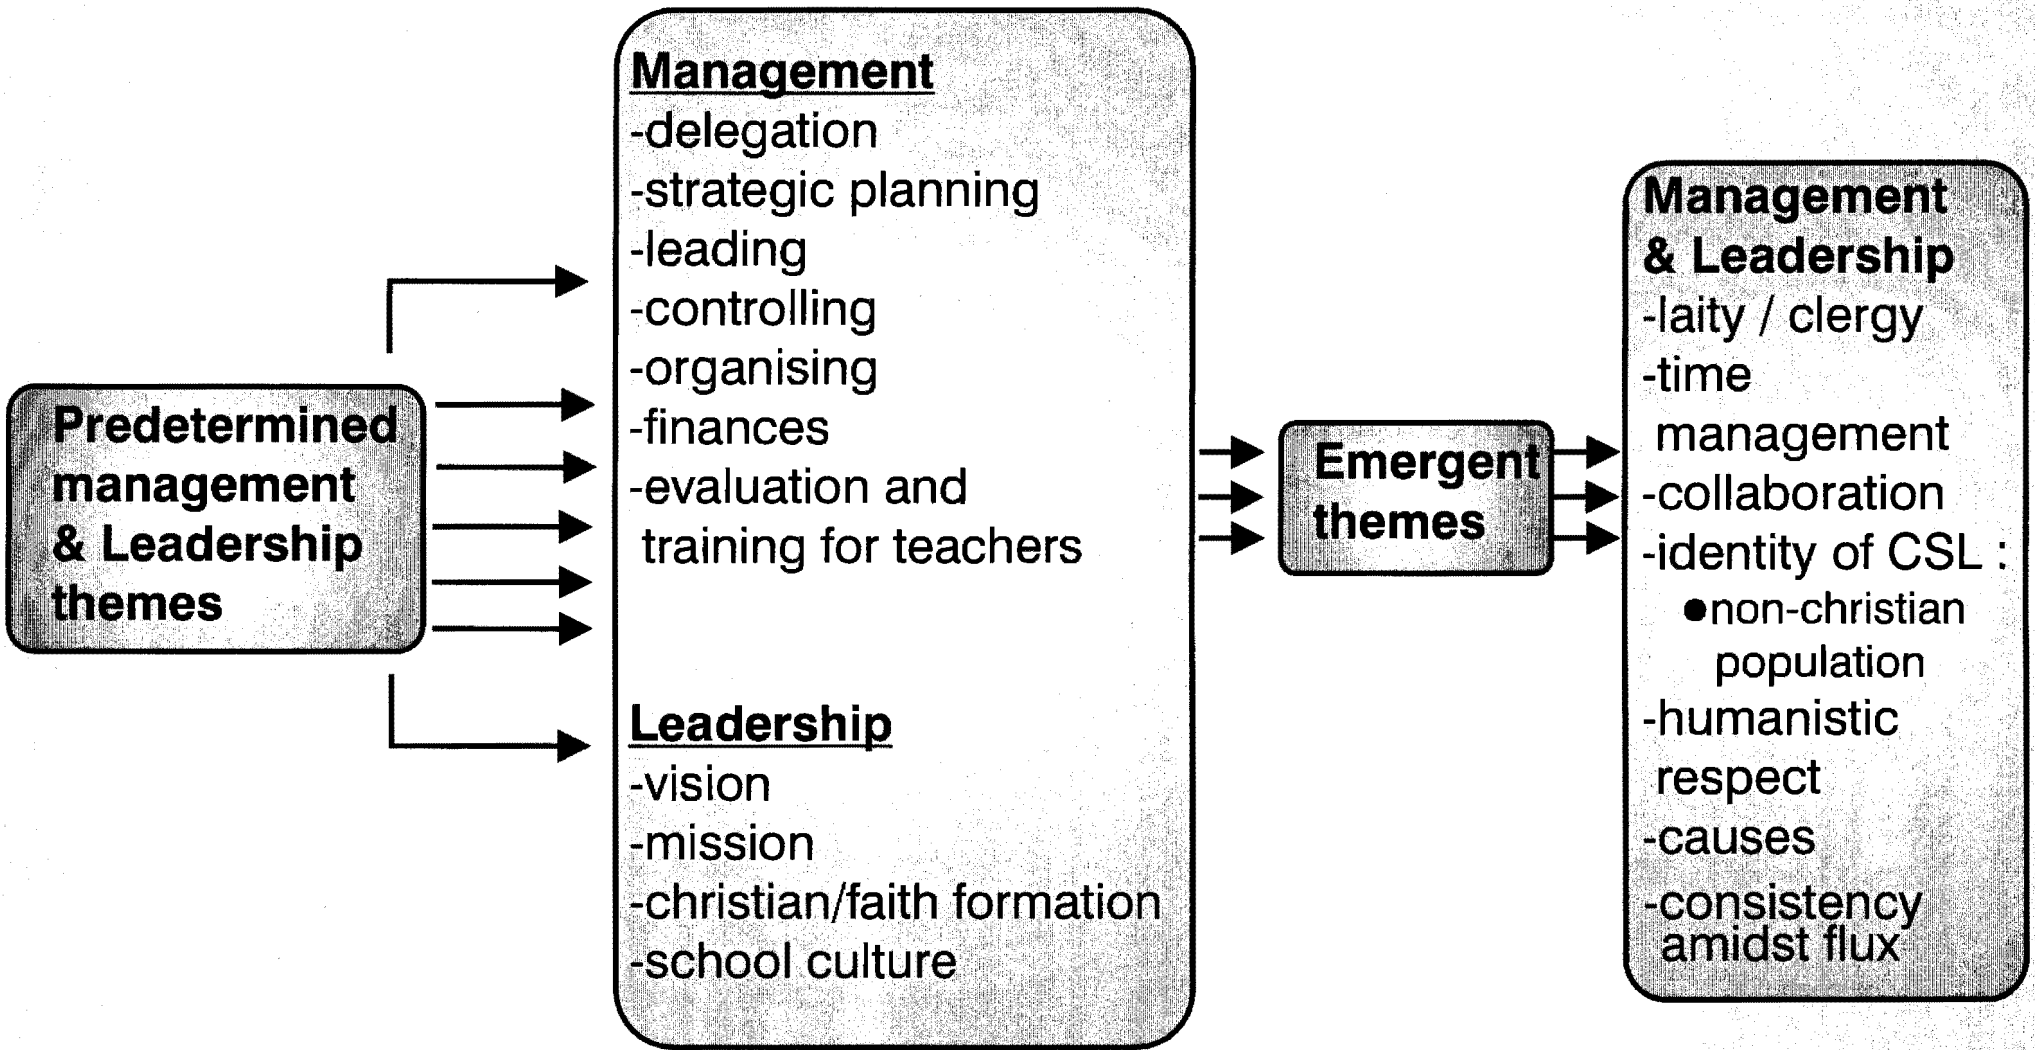 Predetermined
management
& Leadership
themes
Management
-delegation
-strategic planning
-leading
-controlling
-organising
-finances
-evaluation and
training for teachers
Leadership
-vision
-mission
-christian/faith formation
-school culture
Emergent
themes
Management
& Leadership
-laity / clergy
-time
management
-collaboration
-identity of CSL :
●non-christian
population
-humanistic
respect
-causes
-consistency
amidst flux